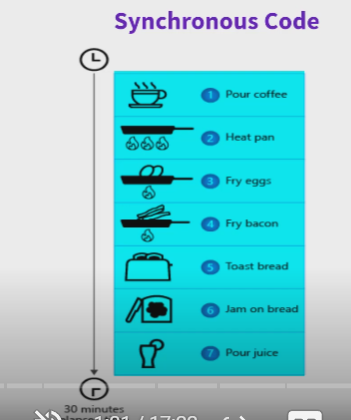 Synchronous Code
1 Pour coffee
2 Heat pan
3 Fry eggs
4 Fry bacon
5 Toast bread
6 Jam on bread
7 Pour juice
30 minutes